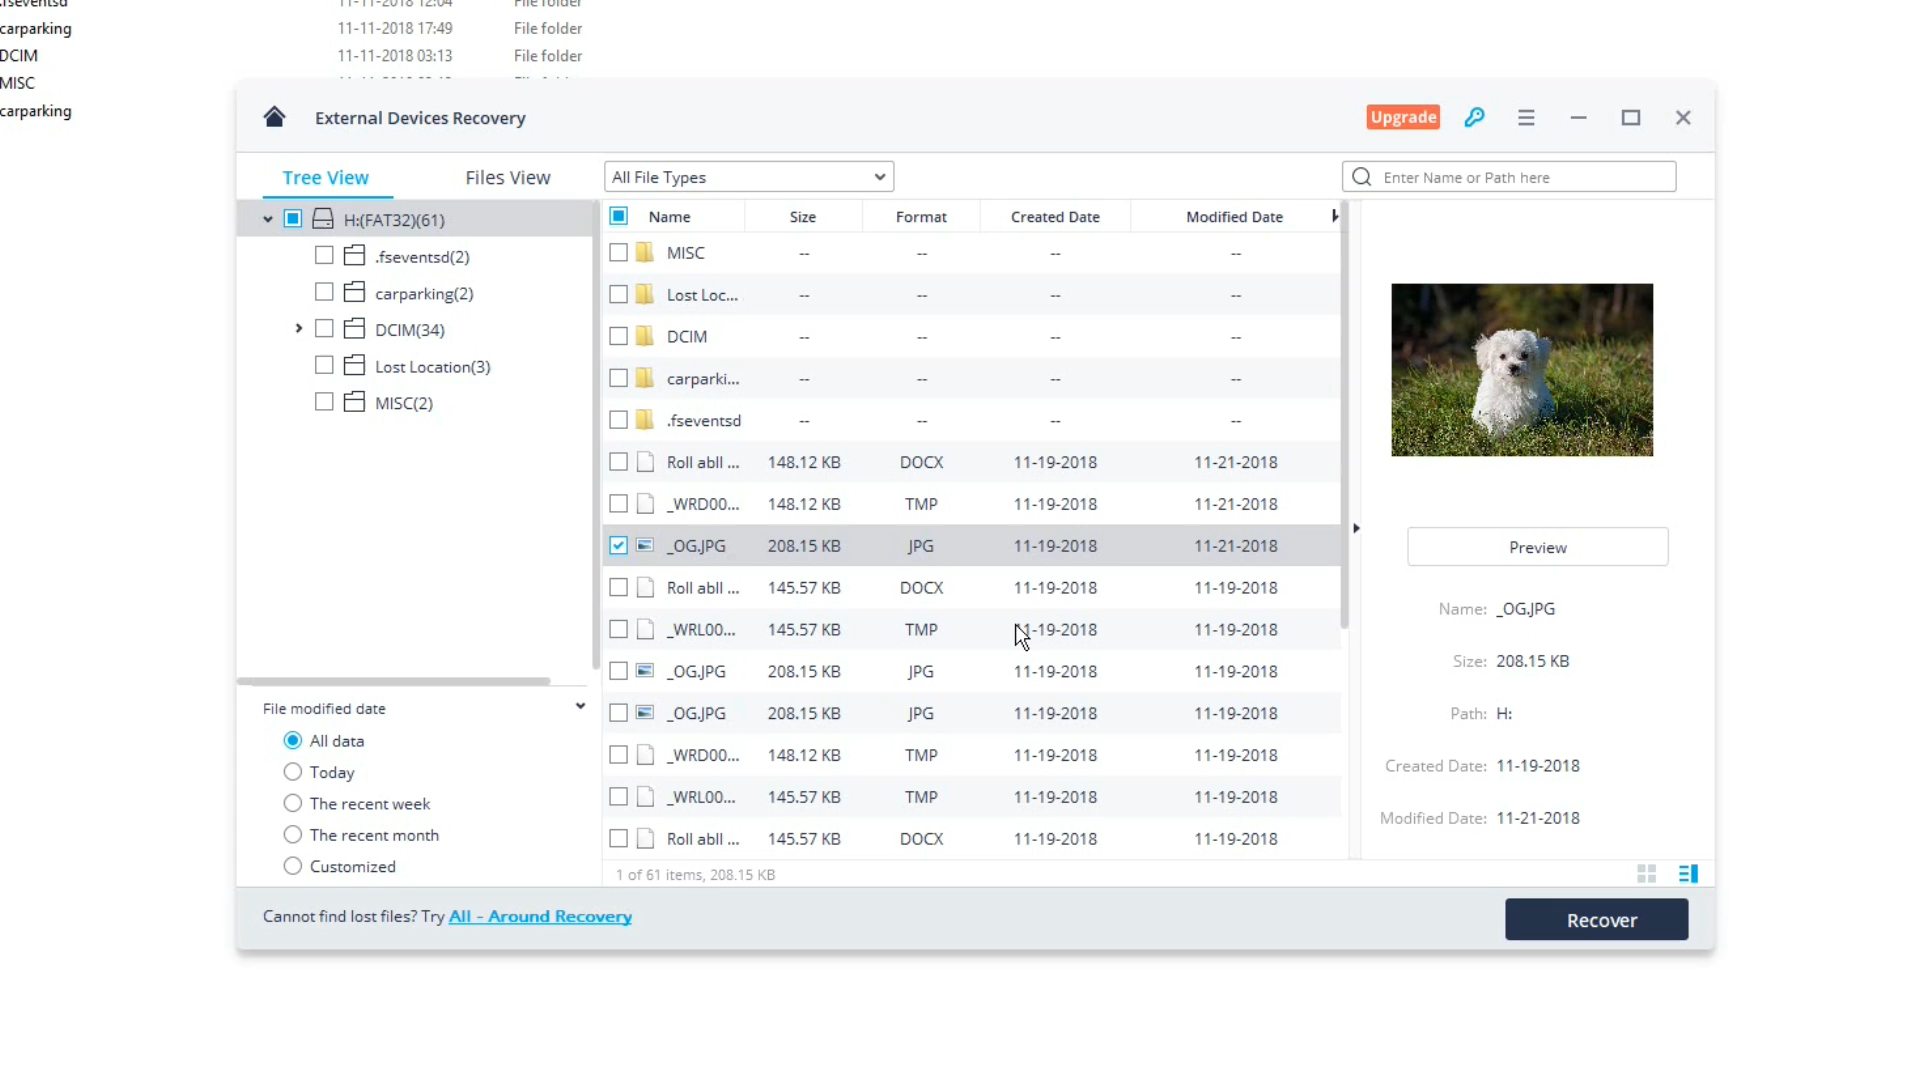 .fseventsd 11-11-2018 12:04 File folder
carparking 11-11-2018 17:49 File folder
DCIM 11-11-2018 03:13 File folder
MISC
carparking
External Devices Recovery
Upgrade
Tree View
Files View
All File Types
Enter Name or Path here
H:(FAT32)(61)
.fseventsd(2)
carparking(2)
DCIM(34)
Lost Location(3)
MISC(2)
File modified date
All data
Today
The recent week
The recent month
Customized
Name Size Format Created Date Modified Date
MISC -- -- -- --
Lost Loc... -- -- -- --
DCIM -- -- -- --
carparki... -- -- -- --
.fseventsd -- -- -- --
Roll abll ... 148.12 KB DOCX 11-19-2018 11-21-2018
_WRD00... 148.12 KB TMP 11-19-2018 11-21-2018
_OG.JPG 208.15 KB JPG 11-19-2018 11-21-2018
Roll abll ... 145.57 KB DOCX 11-19-2018 11-19-2018
_WRL00... 145.57 KB TMP 11-19-2018 11-19-2018
_OG.JPG 208.15 KB JPG 11-19-2018 11-19-2018
_OG.JPG 208.15 KB JPG 11-19-2018 11-19-2018
_WRD00... 148.12 KB TMP 11-19-2018 11-19-2018
_WRL00... 145.57 KB TMP 11-19-2018 11-19-2018
Roll abll ... 145.57 KB DOCX 11-19-2018 11-19-2018
1 of 61 items, 208.15 KB
Preview
Name: _OG.JPG
Size: 208.15 KB
Path: H:
Created Date: 11-19-2018
Modified Date: 11-21-2018
Cannot find lost files? Try All - Around Recovery
Recover